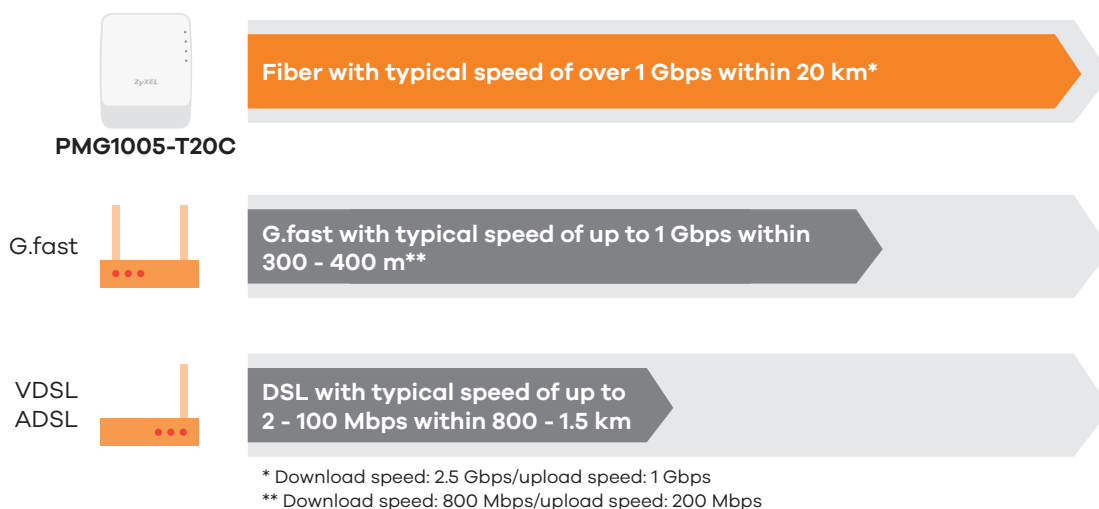 ZyXEL
Fiber with typical speed of over 1 Gbps within 20 km*
PMG1005-T20C
G.fast
G.fast with typical speed of up to 1 Gbps within
300 - 400 m**
VDSL
ADSL
DSL with typical speed of up to
2 - 100 Mbps within 800 - 1.5 km
* Download speed: 2.5 Gbps/upload speed: 1 Gbps
** Download speed: 800 Mbps/upload speed: 200 Mbps